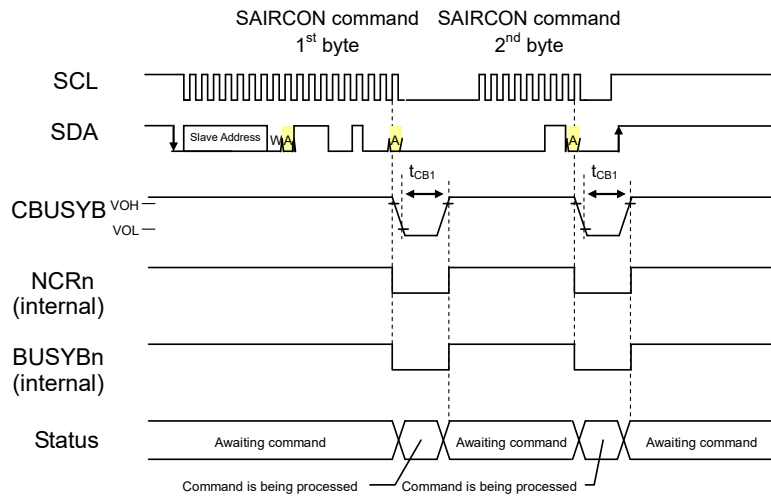 SAIRCON command
1st byte
SAIRCON command
2nd byte
SCL
SDA
Slave Address
W
A
A
A
tCB1
tCB1
CBUSYB
VOH
VOL
NCRn
(internal)
BUSYBn
(internal)
Status
Awaiting command
Awaiting command
Awaiting command
Command is being processed
Command is being processed